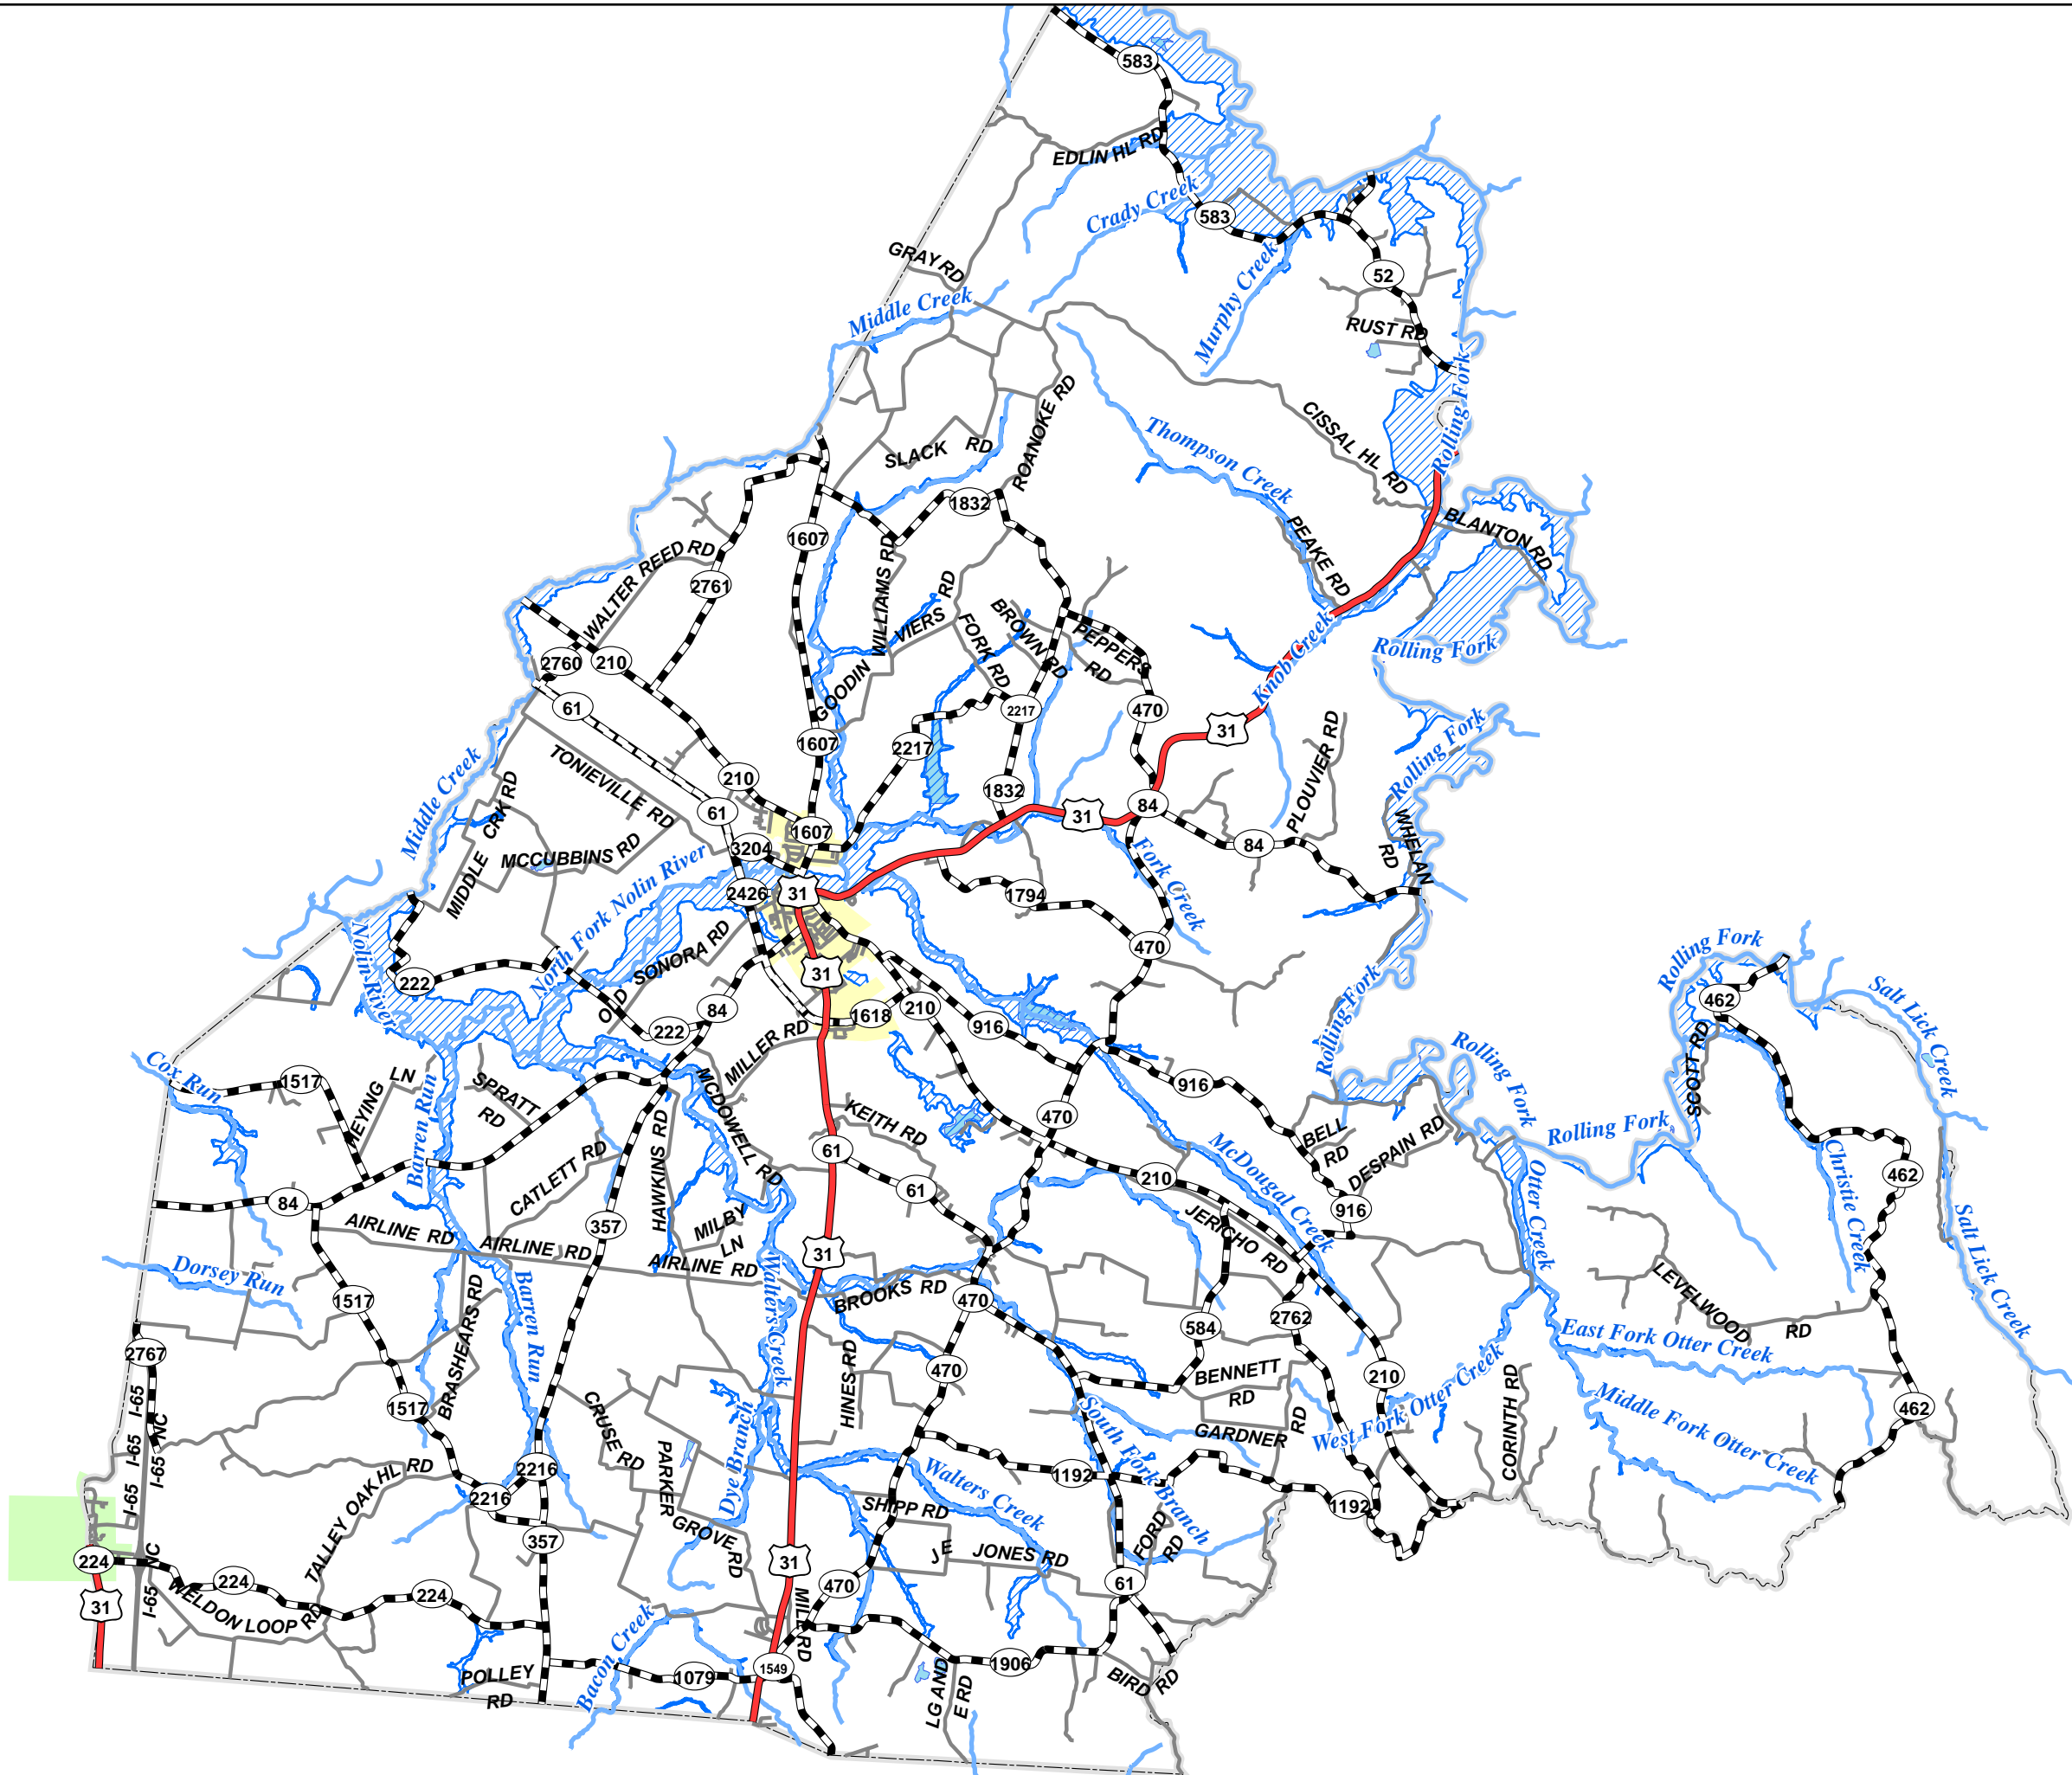 583
EDLIN HL RD
Crady Creek
583
GRAY RD
Murphy Creek
52
Middle Creek
RUST RD
Rolling Fork
ROANOKE RD
CISSAL HL RD
SLACK RD
Thompson Creek
1832
BLANTON RD
1607
PEAKE RD
WALTER REED RD
WILLIAMS RD
2761
VIERS RD
BROWN RD
FORK RD
PEPPERS RD
Knob Creek
Rolling Fork
2760
210
GOODIN
61
2217
470
31
Rolling Fork
1607
2217
PLOUVIER RD
TONIEVILLE RD
210
Middle Creek
MIDDLE CRK RD
1832
84
61
31
1607
WHELAN RD
3204
84
MCCUBBINS RD
Fork Creek
North Fork Nolin River
2426
31
1794
OLD SONORA RD
470
Nolin River
Rolling Fork
222
31
Rolling Fork
462
Salt Lick Creek
84
1618
210
916
222
MILLER RD
Rolling Fork
SCOTT RD
Cox Run
1517
MEYING LN
SPRATT RD
MCDOWELL RD
916
Barren Run
KEITH RD
470
BELL RD
DESPAIN RD
Rolling Fork
HAWKINS RD
61
McDougal Creek
Otter Creek
Christie Creek
CATLETT RD
61
210
462
84
357
MILBY LN
916
AIRLINE RD
AIRLINE RD
AIRLINE RD
31
JERICHO RD
Salt Lick Creek
Dorsey Run
Barren Run
Walters Creek
BROOKS RD
LEVELWOOD RD
1517
BRASHEARS RD
470
584
2762
East Fork Otter Creek
2767
HINES RD
470
BENNETT RD
210
West Fork Otter Creek
CORINTH RD
Middle Fork Otter Creek
I-65
1517
CRUSE RD
Dye Branch
South Fork Branch
GARDNER RD
462
I-65
I-65 NC
TALLEY OAK HL RD
2216
PARKER GROVE RD
Walters Creek
1192
I-65
2216
SHIPP RD
1192
357
J E JONES RD
FORD RD
224
NC
31
224
224
470
61
31
I-65
WELDON LOOP RD
MILL RD
Bacon Creek
POLLEY RD
1079
1549
1906
LG AND E RD
BIRD RD